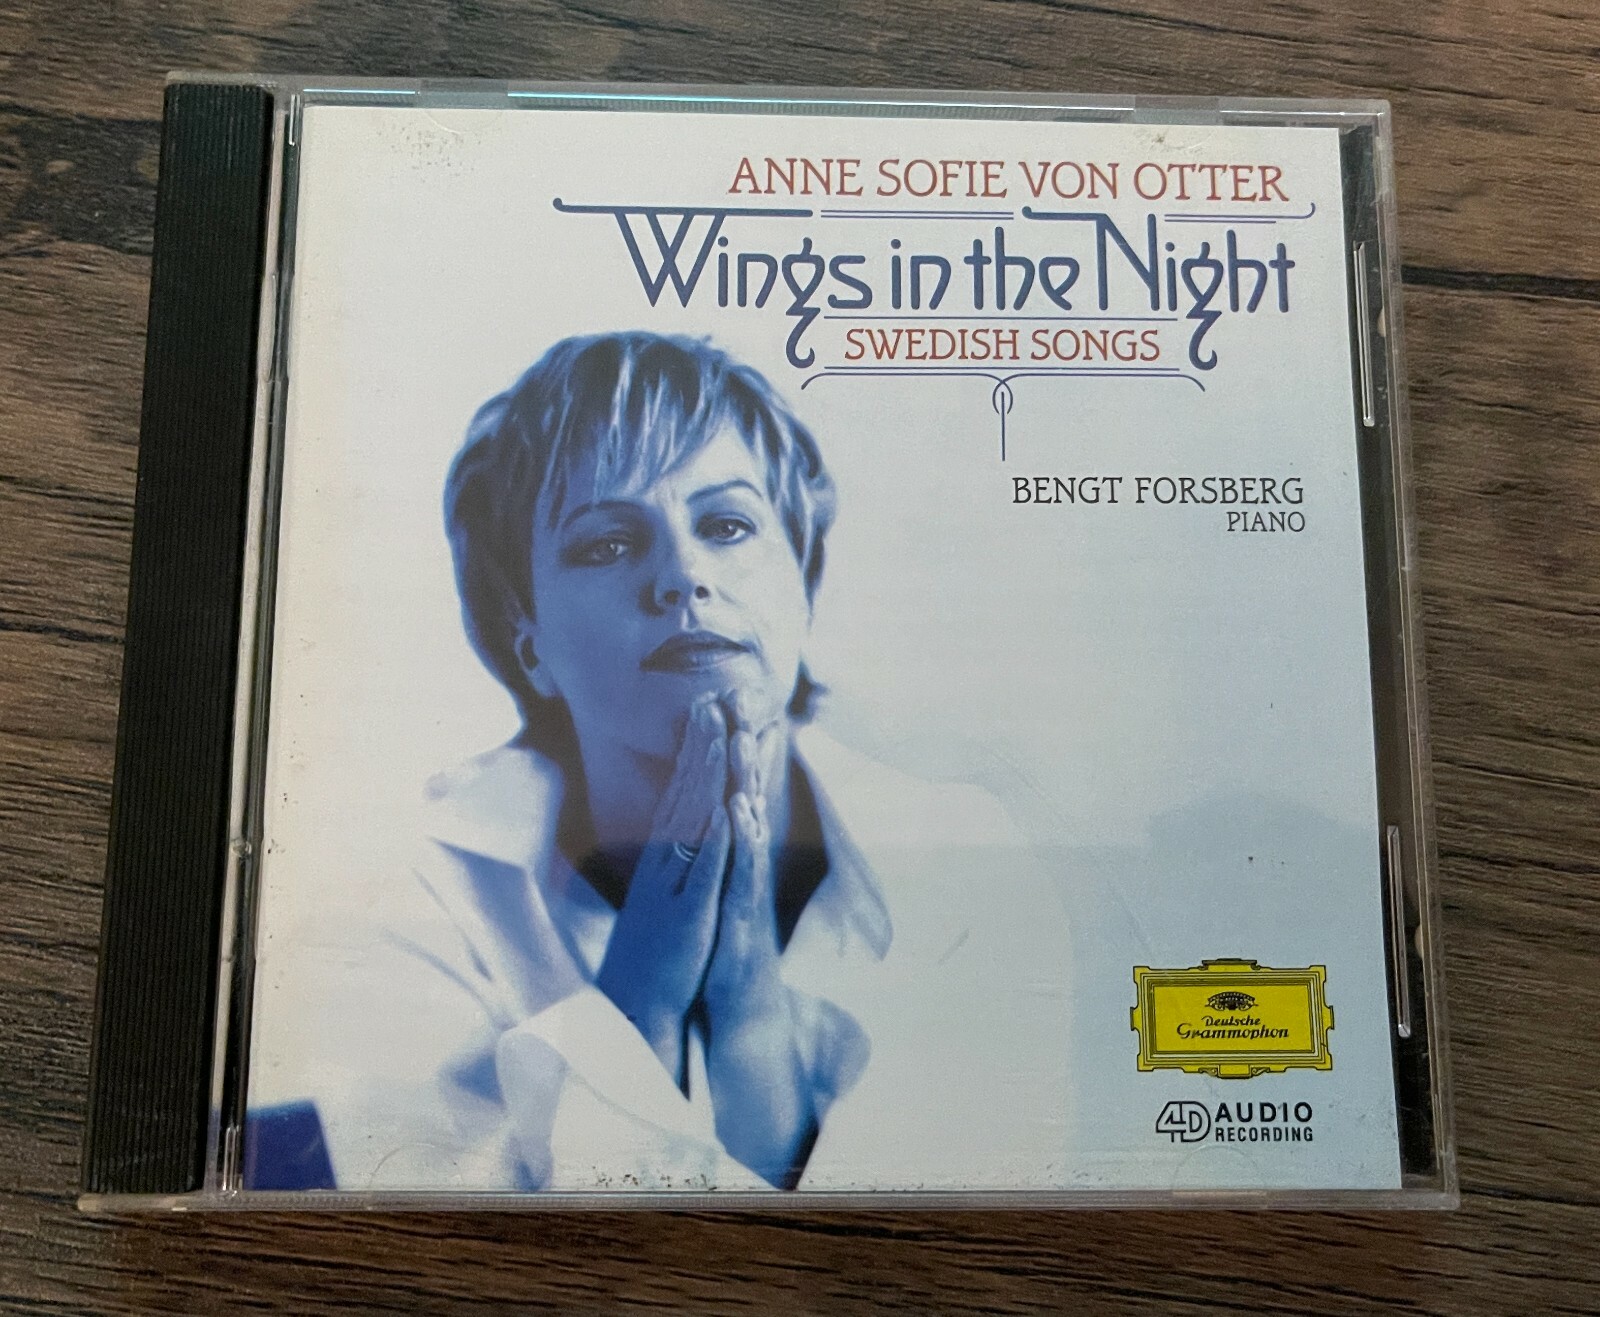 ANNE SOFIE VON OTTER
Wings in the Night
SWEDISH SONGS
BENGT FORSBERG
PIANO
Deutsche
Grammophon
4D AUDIO
RECORDING